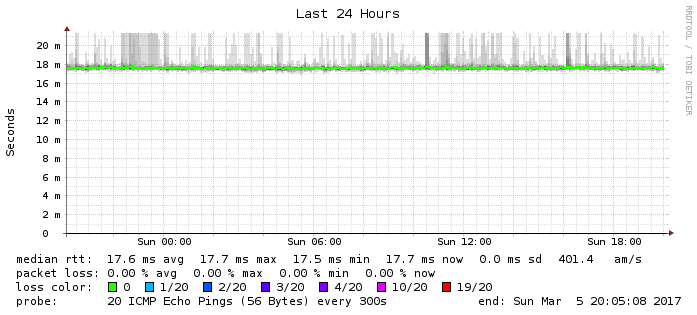 Last 24 Hours
RRDTOOL / TOBI OETIKER
Seconds
20 m
18 m
16 m
14 m
12 m
10 m
8 m
6 m
4 m
2 m
0
Sun 00:00 Sun 06:00 Sun 12:00 Sun 18:00
median rtt: 17.6 ms avg 17.7 ms max 17.5 ms min 17.7 ms now 0.0 ms sd 401.4 am/s
packet loss: 0.00 % avg 0.00 % max 0.00 % min 0.00 % now
loss color: 0 1/20 2/20 3/20 4/20 10/20 19/20
probe: 20 ICMP Echo Pings (56 Bytes) every 300s end: Sun Mar 5 20:05:08 2017